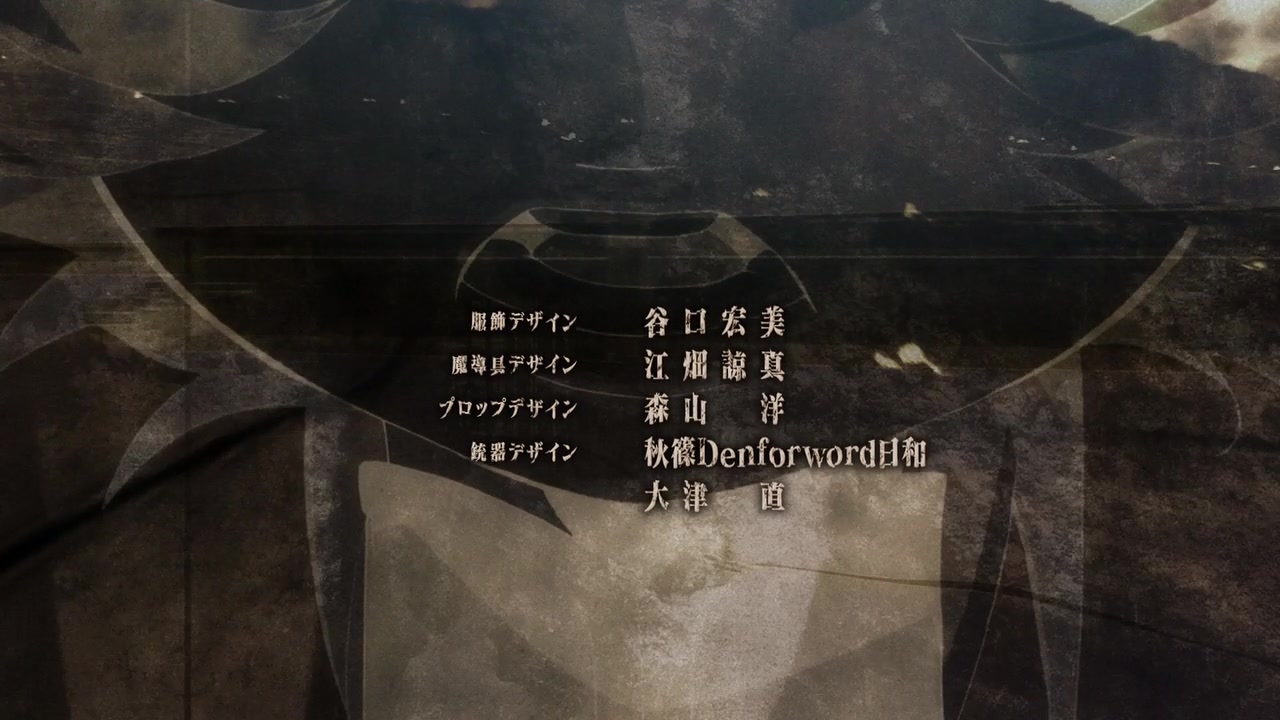 服飾デザイン 谷口宏美
魔導具デザイン 江畑諒真
プロップデザイン 森山 洋
銃器デザイン 秋篠Denforword日和
大津 直